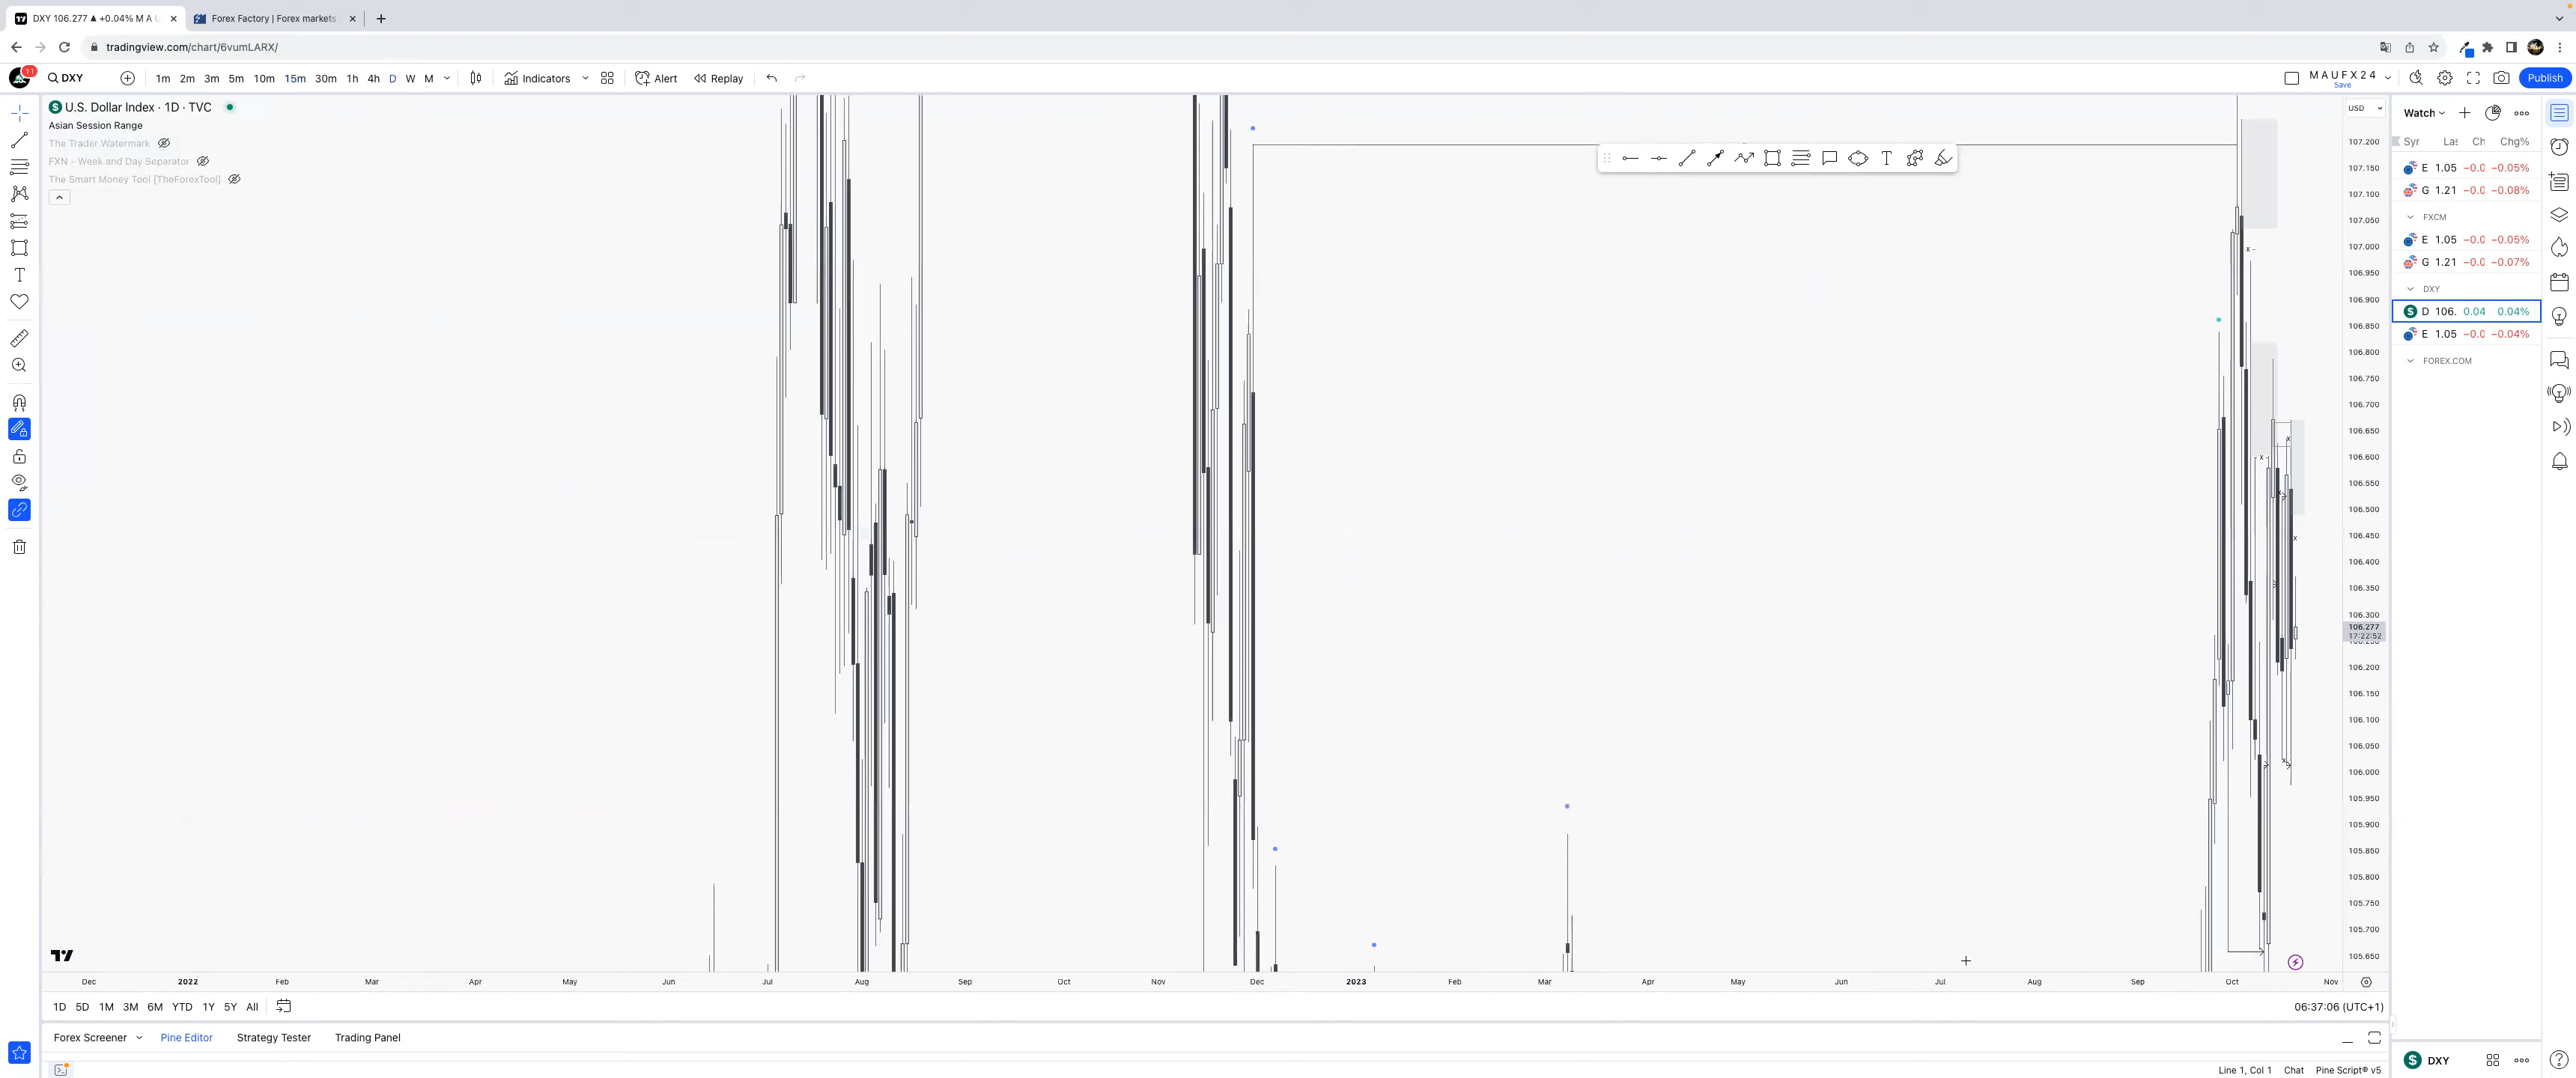 DXY 106.277 ▲ +0.04% M A U
Forex Factory | Forex markets
tradingview.com/chart/6vumLARX/
11
DXY
1m 2m 3m 5m 10m 15m 30m 1h 4h D W M
Indicators
Alert
Replay
MAUFX24
Save
Publish
U.S. Dollar Index · 1D · TVC
Asian Session Range
The Trader Watermark
FXN - Week and Day Separator
The Smart Money Tool [TheForexTool]
USD
107.200
107.150
107.100
107.050
107.000
106.950
106.900
106.850
106.800
106.750
106.700
106.650
106.600
106.550
106.500
106.450
106.400
106.350
106.300
106.277
17:22:52
106.200
106.150
106.100
106.050
106.000
105.950
105.900
105.850
105.800
105.750
105.700
105.650
Watch
Syr Las Ch Chg%
E 1.05 −0.0 −0.05%
G 1.21 −0.0 −0.08%
FXCM
E 1.05 −0.0 −0.05%
G 1.21 −0.0 −0.07%
DXY
D 106. 0.04 0.04%
E 1.05 −0.0 −0.04%
FOREX.COM
Dec 2022 Feb Mar Apr May Jun Jul Aug Sep Oct Nov Dec 2023 Feb Mar Apr May Jun Jul Aug Sep Oct Nov
1D 5D 1M 3M 6M YTD 1Y 5Y All
06:37:06 (UTC+1)
Forex Screener Pine Editor Strategy Tester Trading Panel
DXY
Line 1, Col 1 Chat Pine Script® v5